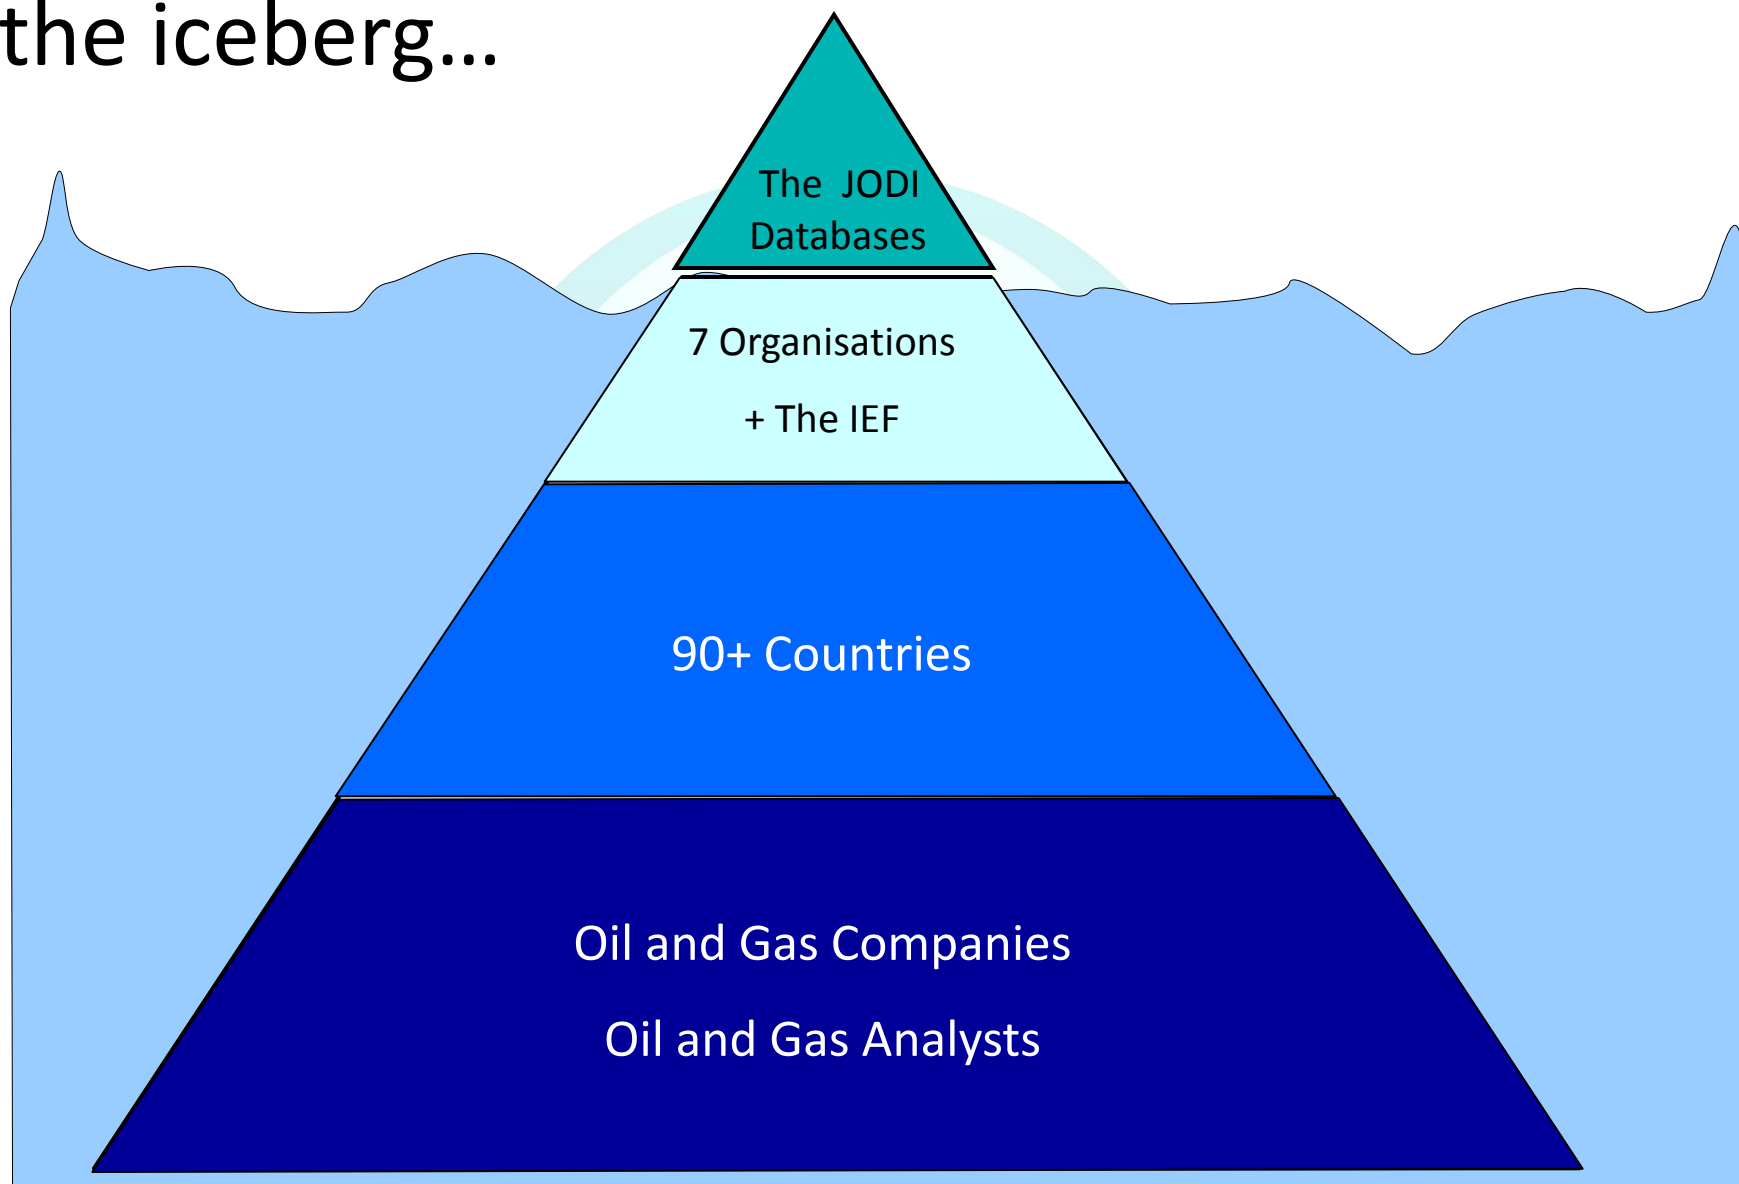 the iceberg...
The JODI
Databases
7 Organisations
+ The IEF
90+ Countries
Oil and Gas Companies
Oil and Gas Analysts